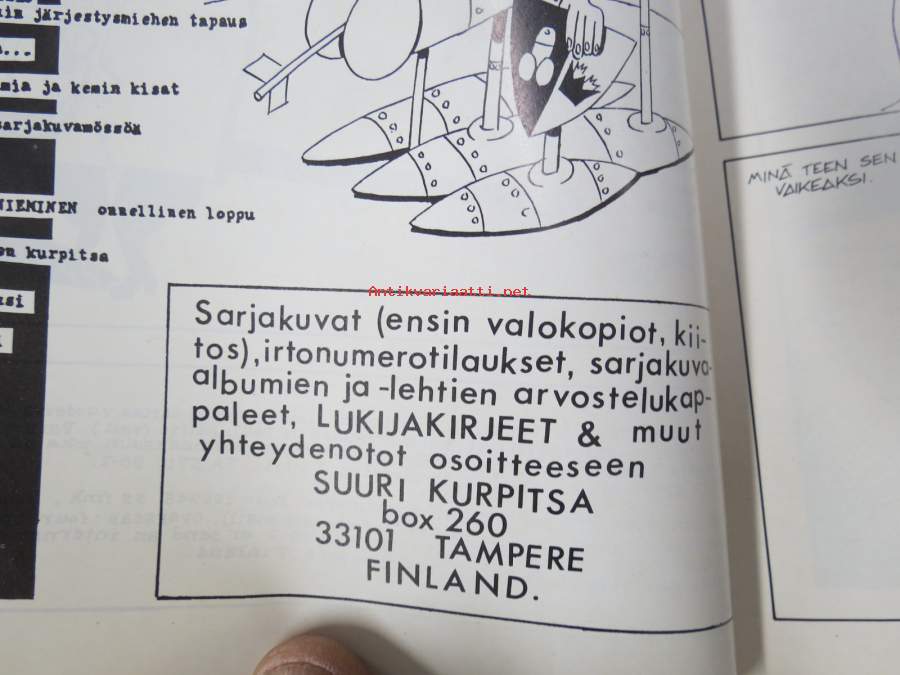 järjestysmiehen tapaus
...
ja kemin kisat
sarjakuvamössöä
NIEMINEN onnellinen loppu
kurpitsa
Antikvariaatti.net
Sarjakuvat (ensin valokopiot, kii-
tos), irtonumerotilaukset, sarjakuva-
albumien ja -lehtien arvostelukap-
paleet, LUKIJAKIRJEET & muut
yhteydenotot osoitteeseen
SUURI KURPITSA
box 260
33101 TAMPERE
FINLAND.
MINÄ TEEN SEN
VAIKEAKSI.